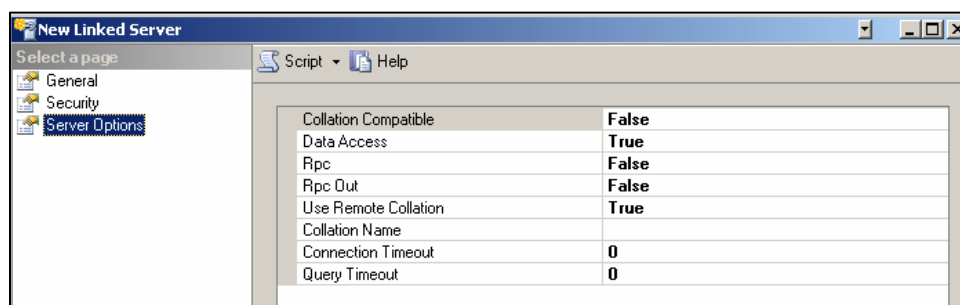 New Linked Server
Select a page
General
Security
Server Options
Script Help
Collation Compatible False
Data Access True
Rpc False
Rpc Out False
Use Remote Collation True
Collation Name
Connection Timeout 0
Query Timeout 0